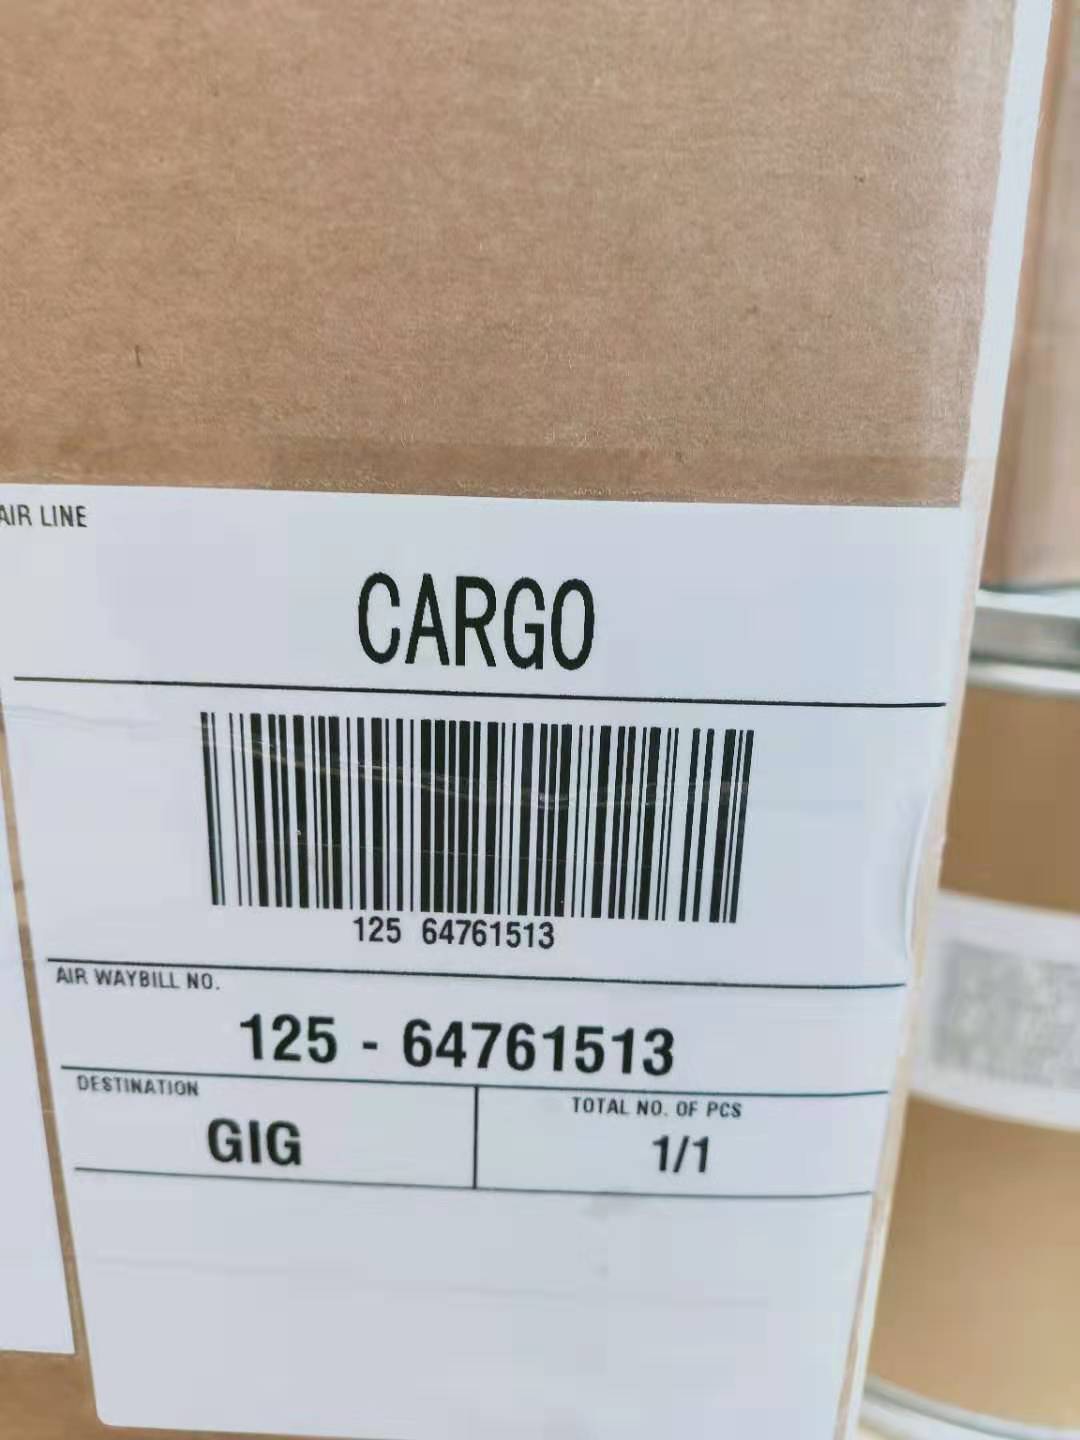 AIR LINE
CARGO
125 64761513
AIR WAYBILL NO.
125 - 64761513
DESTINATION
GIG
TOTAL NO. OF PCS
1/1